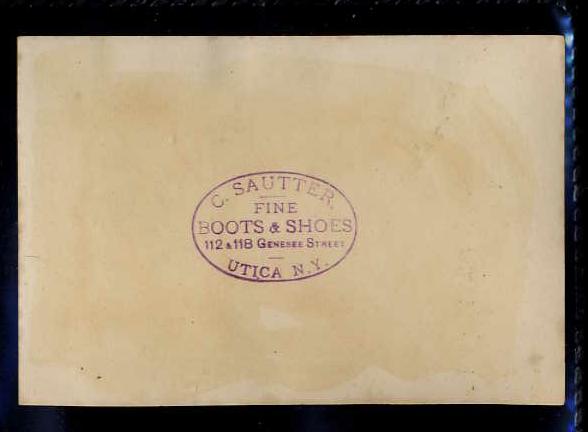 C. SAUTTER,
FINE
BOOTS & SHOES
112 & 118 GENESEE STREET
UTICA N.Y.